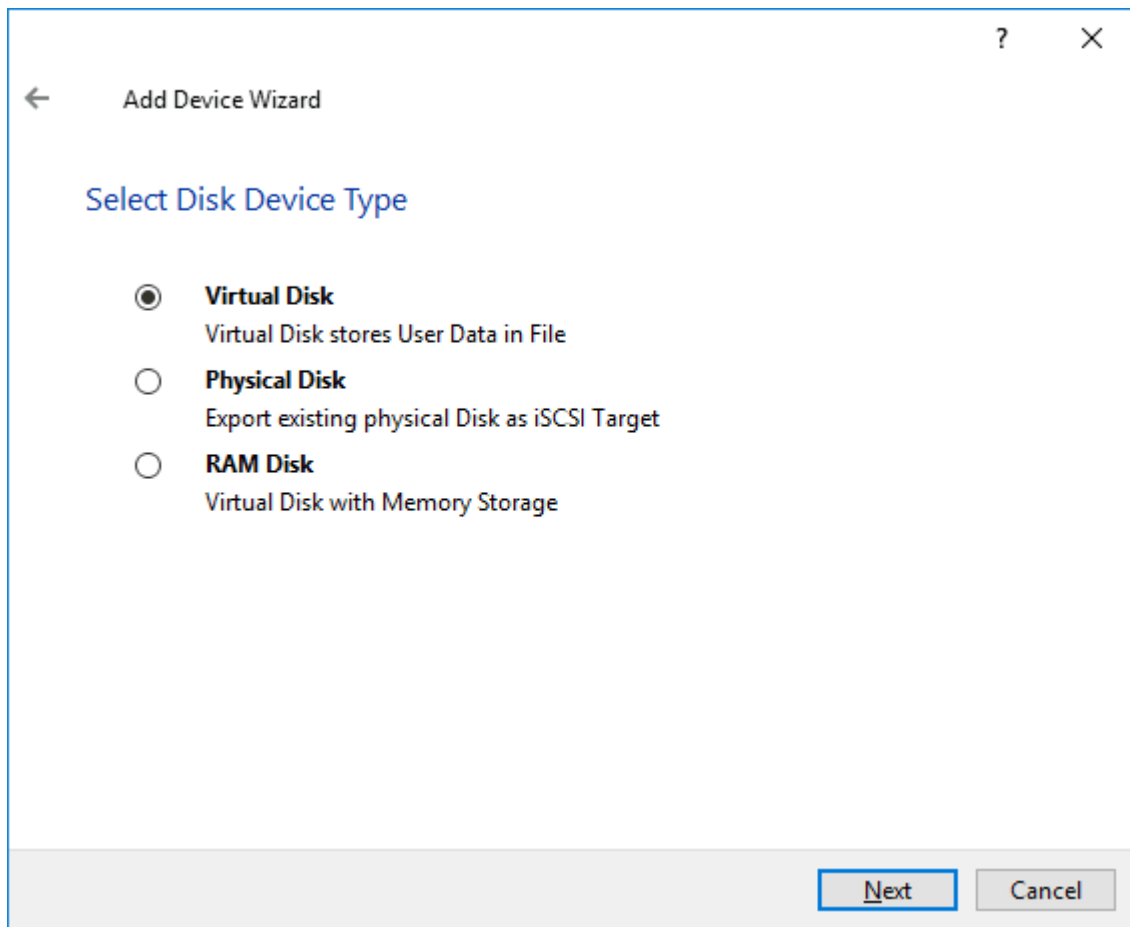 ?
Add Device Wizard
Select Disk Device Type
Virtual Disk
Virtual Disk stores User Data in File
Physical Disk
Export existing physical Disk as iSCSI Target
RAM Disk
Virtual Disk with Memory Storage
Next Cancel